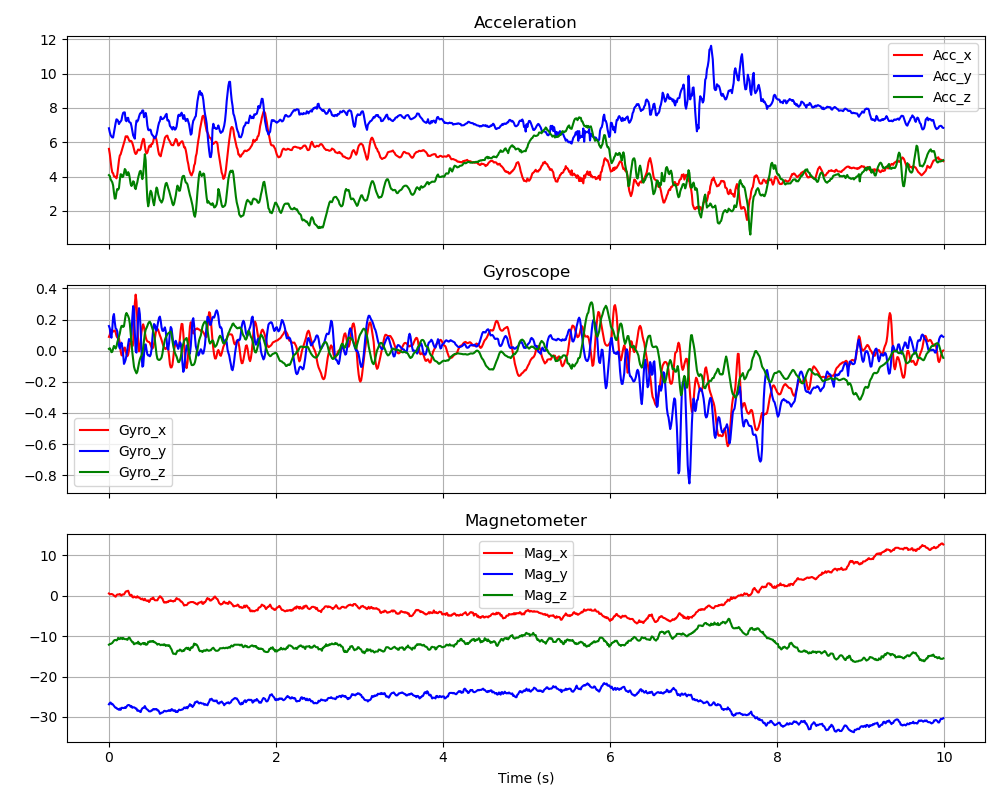 Acceleration
12
10
8
6
4
2
Acc_x
Acc_y
Acc_z
Gyroscope
0.4
0.2
0.0
−0.2
−0.4
−0.6
−0.8
Gyro_x
Gyro_y
Gyro_z
Magnetometer
10
0
−10
−20
−30
Mag_x
Mag_y
Mag_z
0 2 4 6 8 10
Time (s)